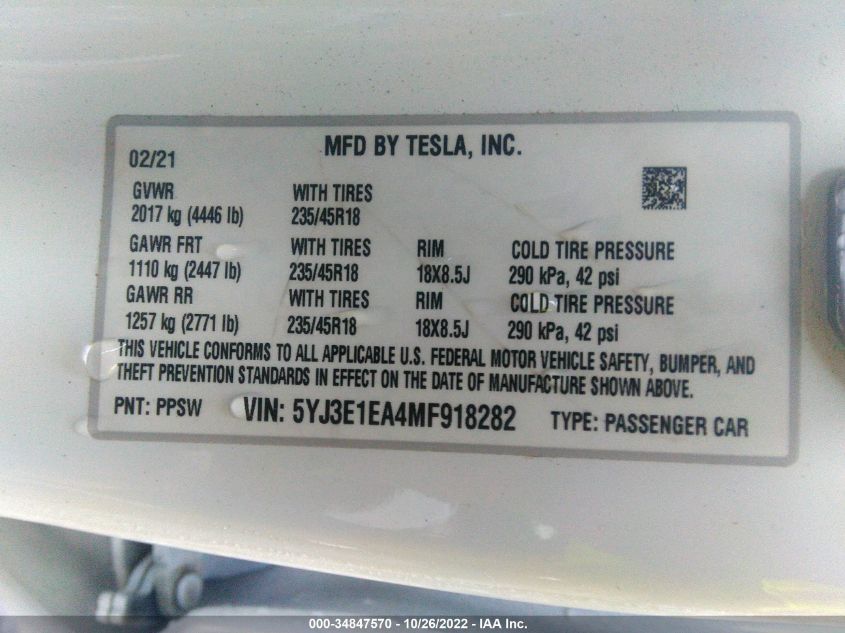 MFD BY TESLA, INC.
02/21
GVWR WITH TIRES
2017 kg (4446 lb) 235/45R18
GAWR FRT WITH TIRES RIM COLD TIRE PRESSURE
1110 kg (2447 lb) 235/45R18 18X8.5J 290 kPa, 42 psi
GAWR RR WITH TIRES RIM COLD TIRE PRESSURE
1257 kg (2771 lb) 235/45R18 18X8.5J 290 kPa, 42 psi
THIS VEHICLE CONFORMS TO ALL APPLICABLE U.S. FEDERAL MOTOR VEHICLE SAFETY, BUMPER, AND
THEFT PREVENTION STANDARDS IN EFFECT ON THE DATE OF MANUFACTURE SHOWN ABOVE.
PNT: PPSW VIN: 5YJ3E1EA4MF918282 TYPE: PASSENGER CAR
000-34847570 - 10/26/2022 - IAA Inc.